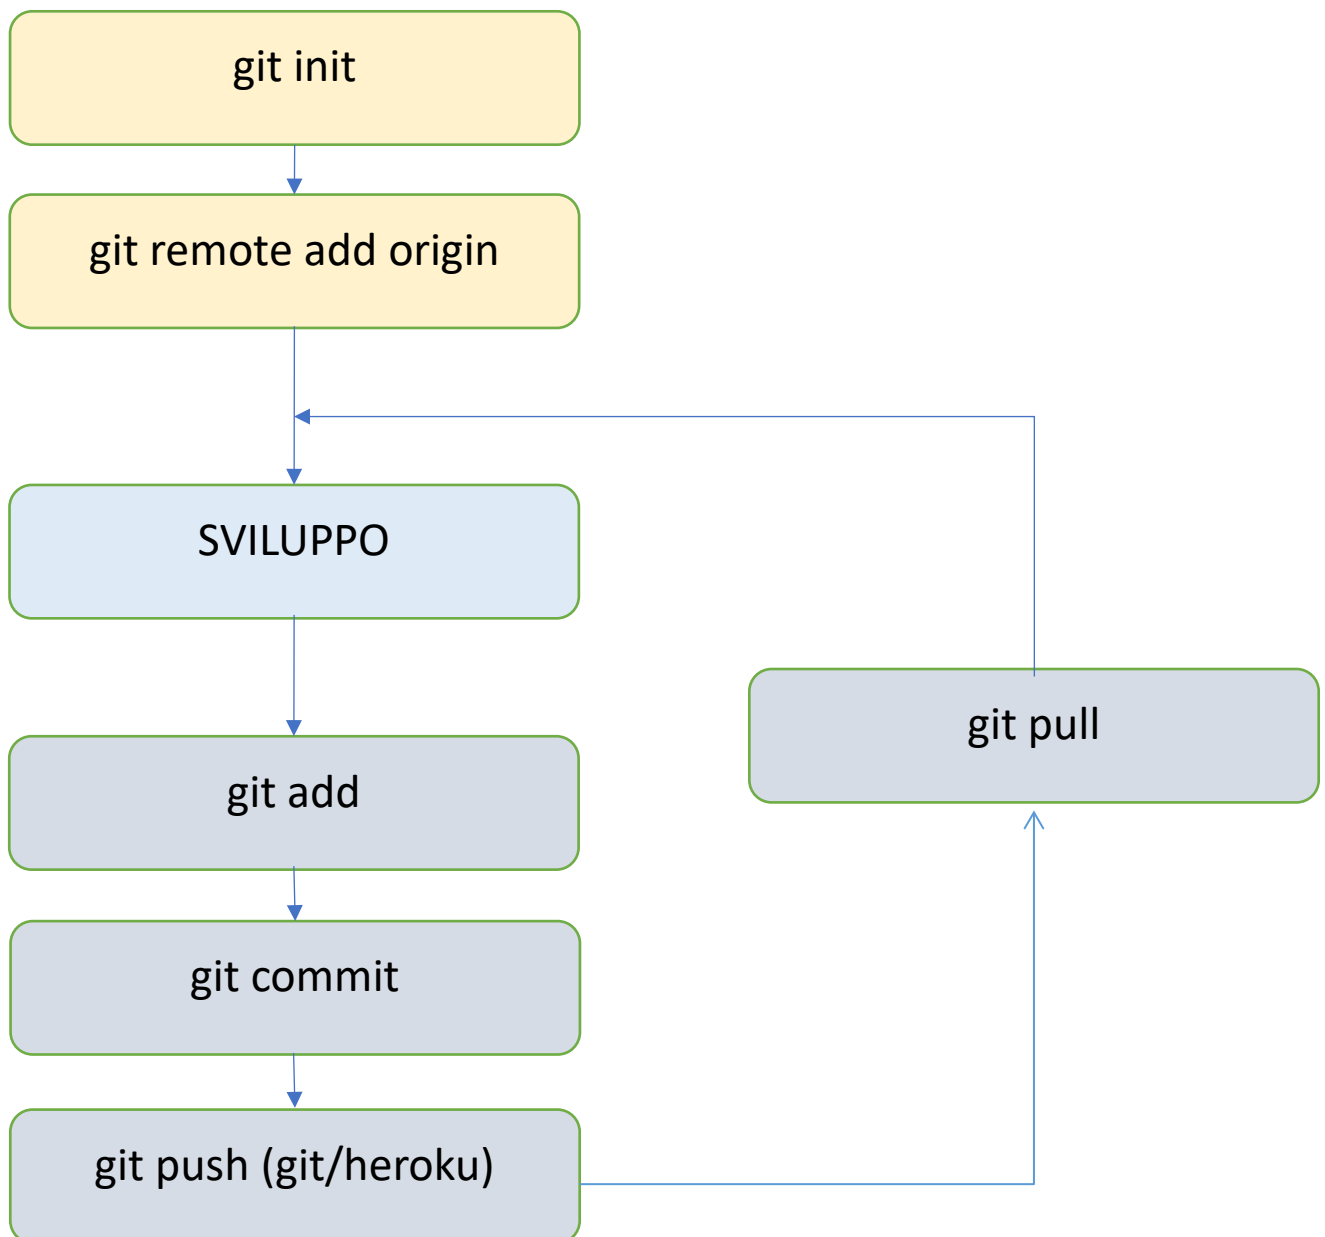 git init
git remote add origin
SVILUPPO
git pull
git add
git commit
git push (git/heroku)